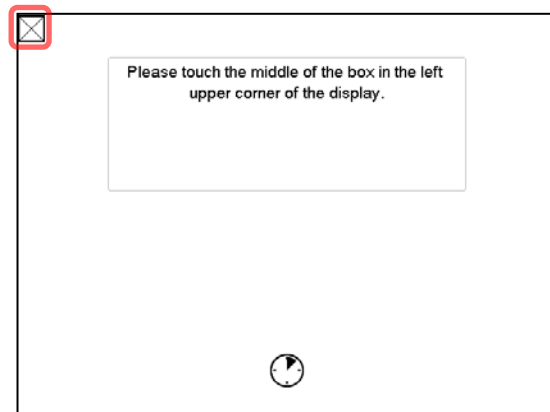 Please touch the middle of the box in the left
upper corner of the display.